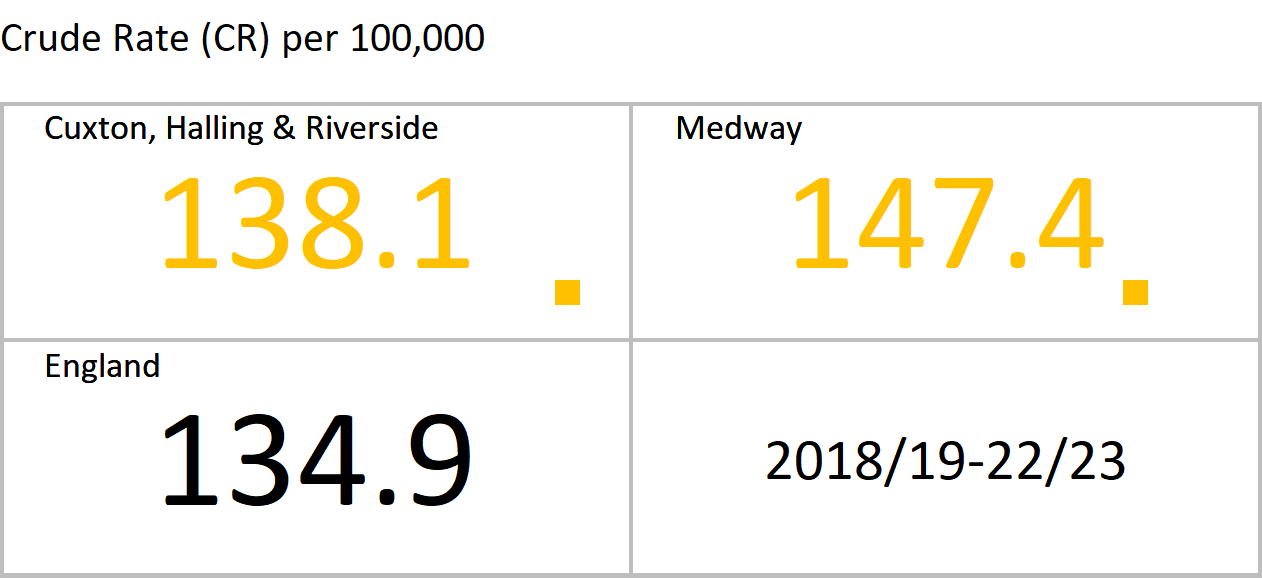 Crude Rate (CR) per 100,000
Cuxton, Halling & Riverside
138.1
Medway
147.4
England
134.9
2018/19-22/23